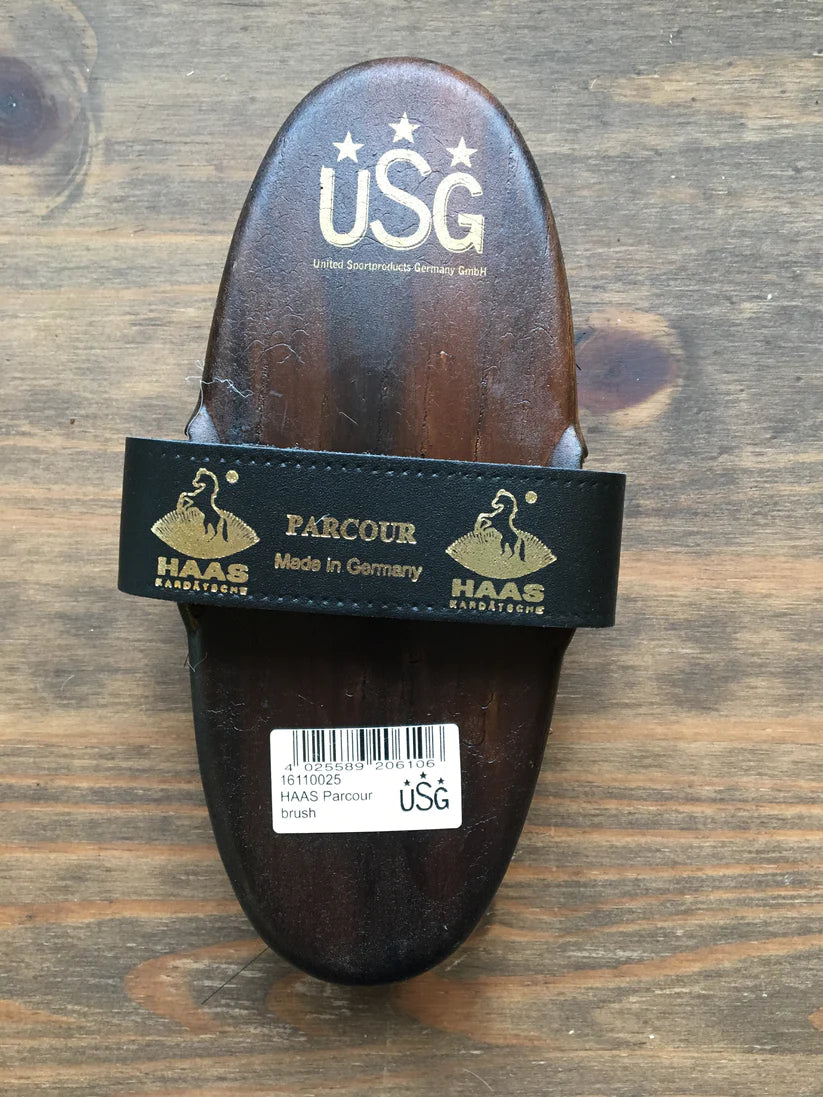 USG
United Sportproducts Germany GmbH
®
HAAS
KARDÄTSCHE
PARCOUR
Made in Germany
®
HAAS
KARDÄTSCHE
4 025589 206106
16110025
HAAS Parcour
brush
USG